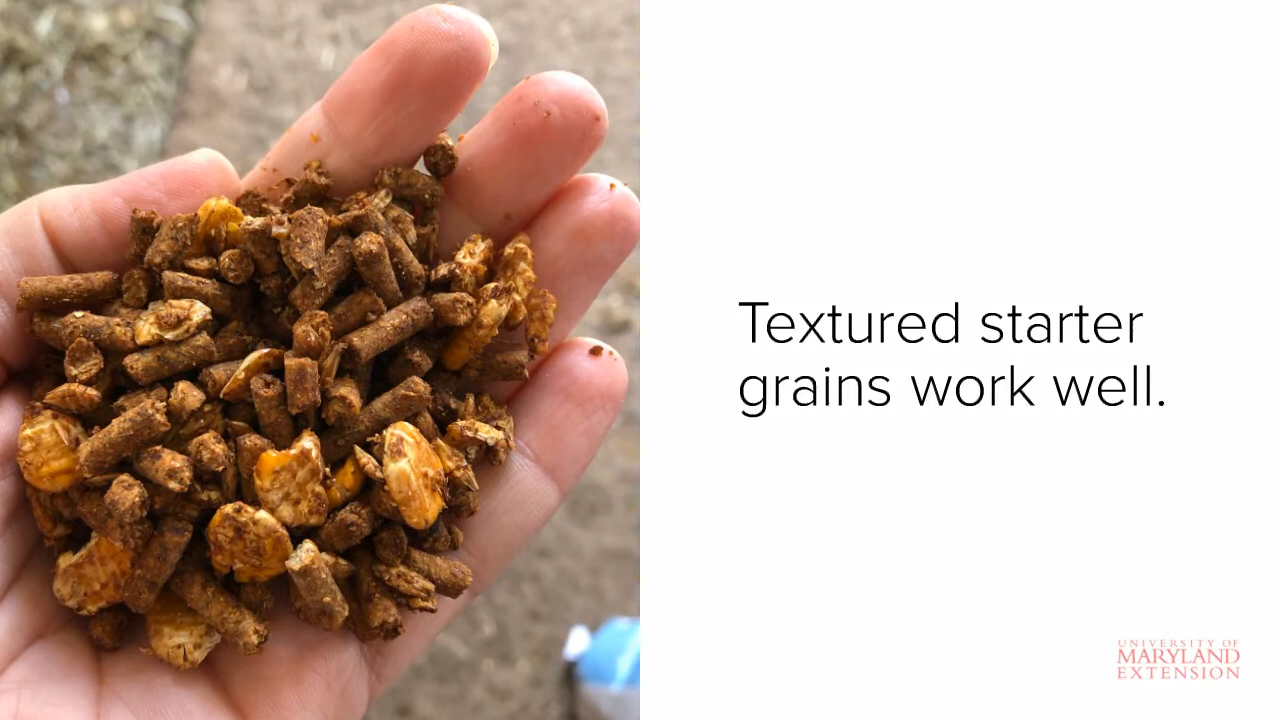 Textured starter
grains work well.
UNIVERSITY OF
MARYLAND
EXTENSION